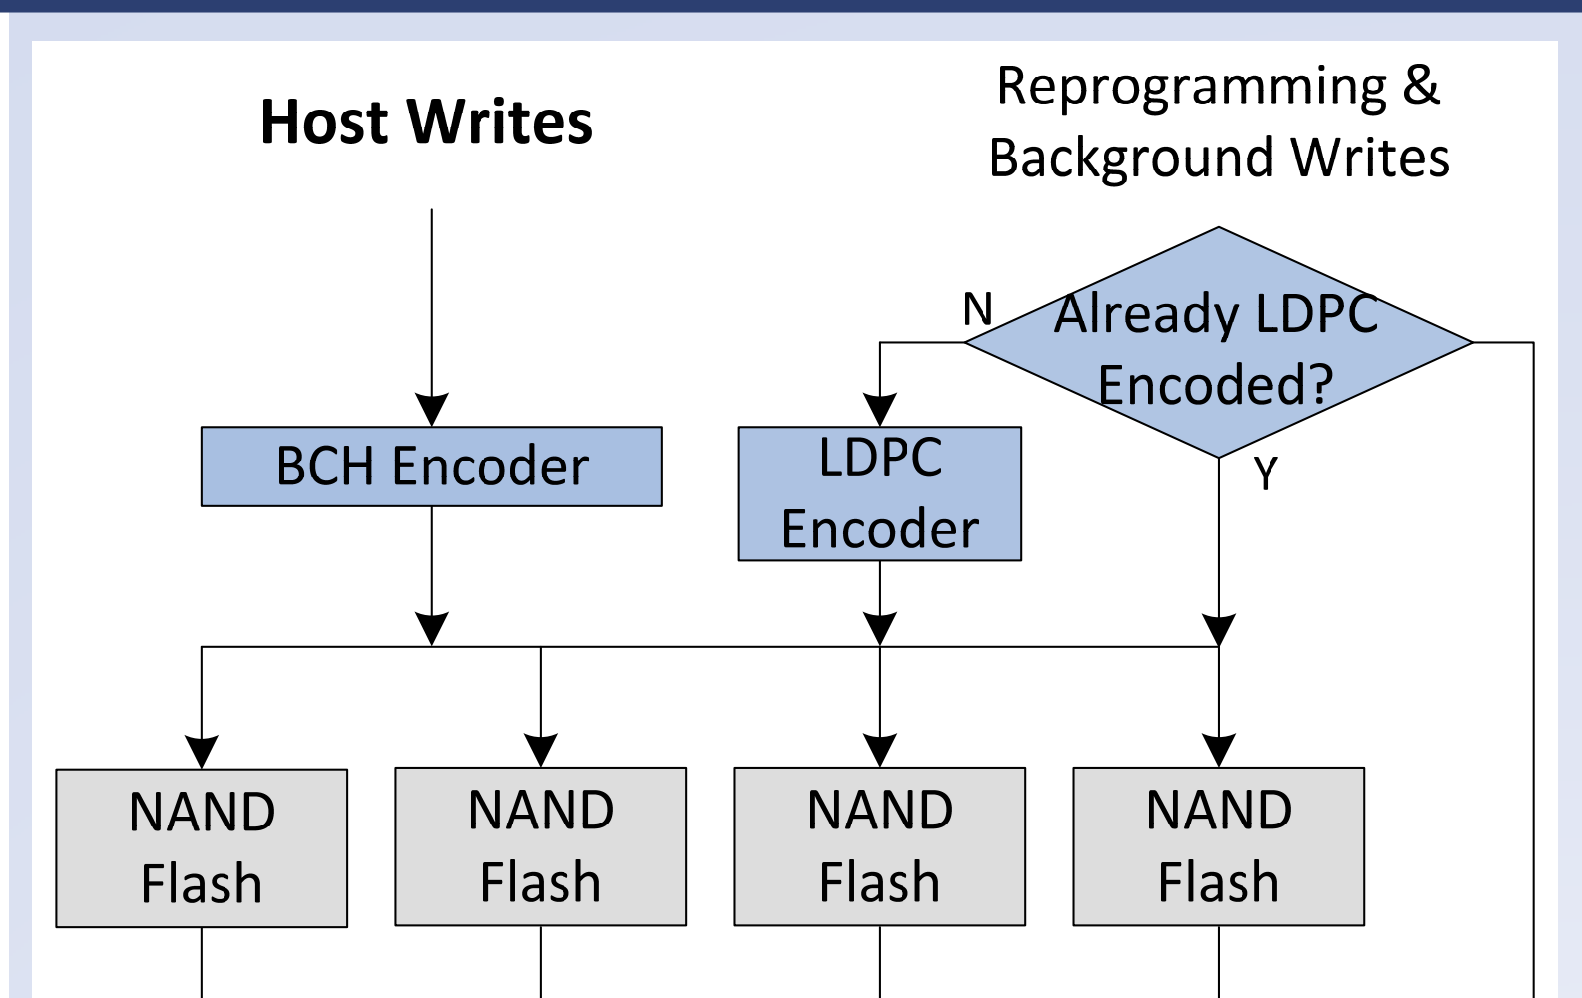 Host Writes
Reprogramming &
Background Writes
N
Already LDPC
Encoded?
Y
BCH Encoder
LDPC
Encoder
NAND
Flash
NAND
Flash
NAND
Flash
NAND
Flash